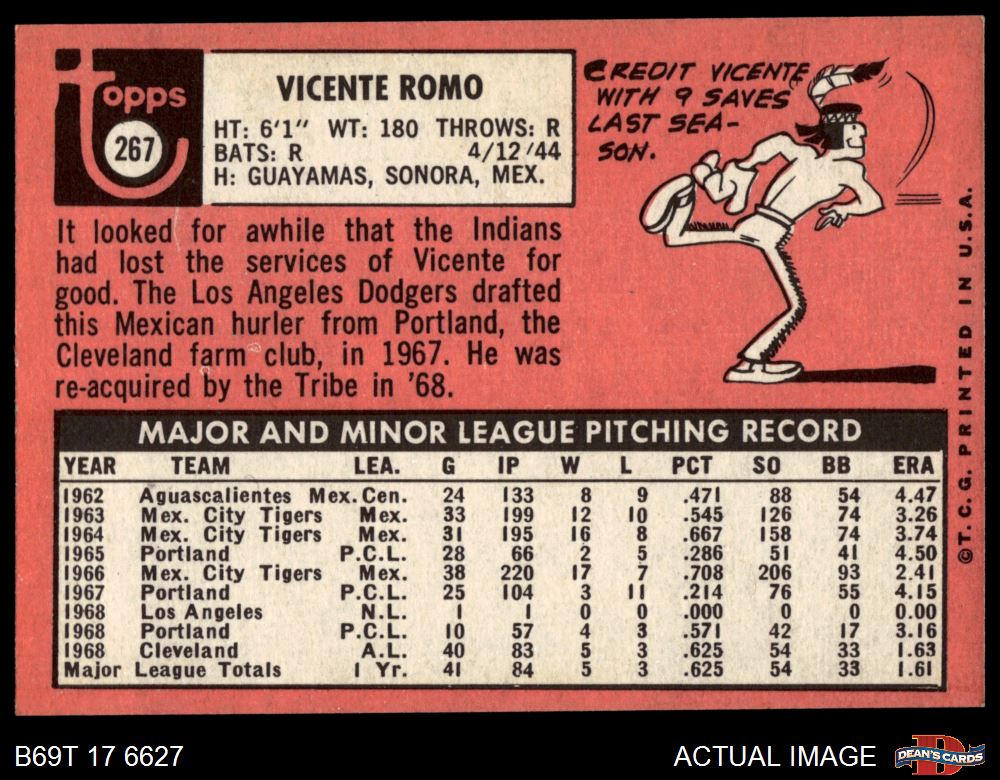 Topps
267
VICENTE ROMO
HT: 6'1" WT: 180 THROWS: R
BATS: R 4/12/44
H: GUAYAMAS, SONORA, MEX.
CREDIT VICENTE
WITH 9 SAVES
LAST SEA-
SON.
It looked for awhile that the Indians
had lost the services of Vicente for
good. The Los Angeles Dodgers drafted
this Mexican hurler from Portland, the
Cleveland farm club, in 1967. He was
re-acquired by the Tribe in '68.
MAJOR AND MINOR LEAGUE PITCHING RECORD
YEAR TEAM LEA. G IP W L PCT SO BB ERA
1962 Aguascalientes Mex. Cen. 24 133 8 9 .471 88 54 4.47
1963 Mex. City Tigers Mex. 33 199 12 10 .545 126 74 3.26
1964 Mex. City Tigers Mex. 31 195 16 8 .667 158 74 3.74
1965 Portland P.C.L. 28 66 2 5 .286 51 41 4.50
1966 Mex. City Tigers Mex. 38 220 17 7 .708 206 93 2.41
1967 Portland P.C.L. 25 104 3 11 .214 76 55 4.15
1968 Los Angeles N.L. 1 1 0 0 .000 0 0 0.00
1968 Portland P.C.L. 10 57 4 3 .571 42 17 3.16
1968 Cleveland A.L. 40 83 5 3 .625 54 33 1.63
Major League Totals 1 Yr. 41 84 5 3 .625 54 33 1.61
©T.C.G. PRINTED IN U.S.A.
B69T 17 6627
ACTUAL IMAGE
D
DEAN'S CARDS